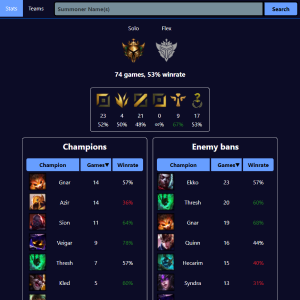 Stats Teams Summoner Name(s) Search
Solo Flex
74 games, 53% winrate
23 4 21 0 9 17
52% 50% 48% 67% 53%
Champions
Champion Games▼ Winrate
Gnar 14 57%
Azir 14 36%
Sion 11 64%
Veigar 9 78%
Thresh 7 57%
Kled 5 60%
Enemy bans
Champion Games▼ Winrate
Ekko 23 57%
Thresh 20 60%
Gnar 19 69%
Quinn 16 44%
Hecarim 15 40%
Syndra 13 31%